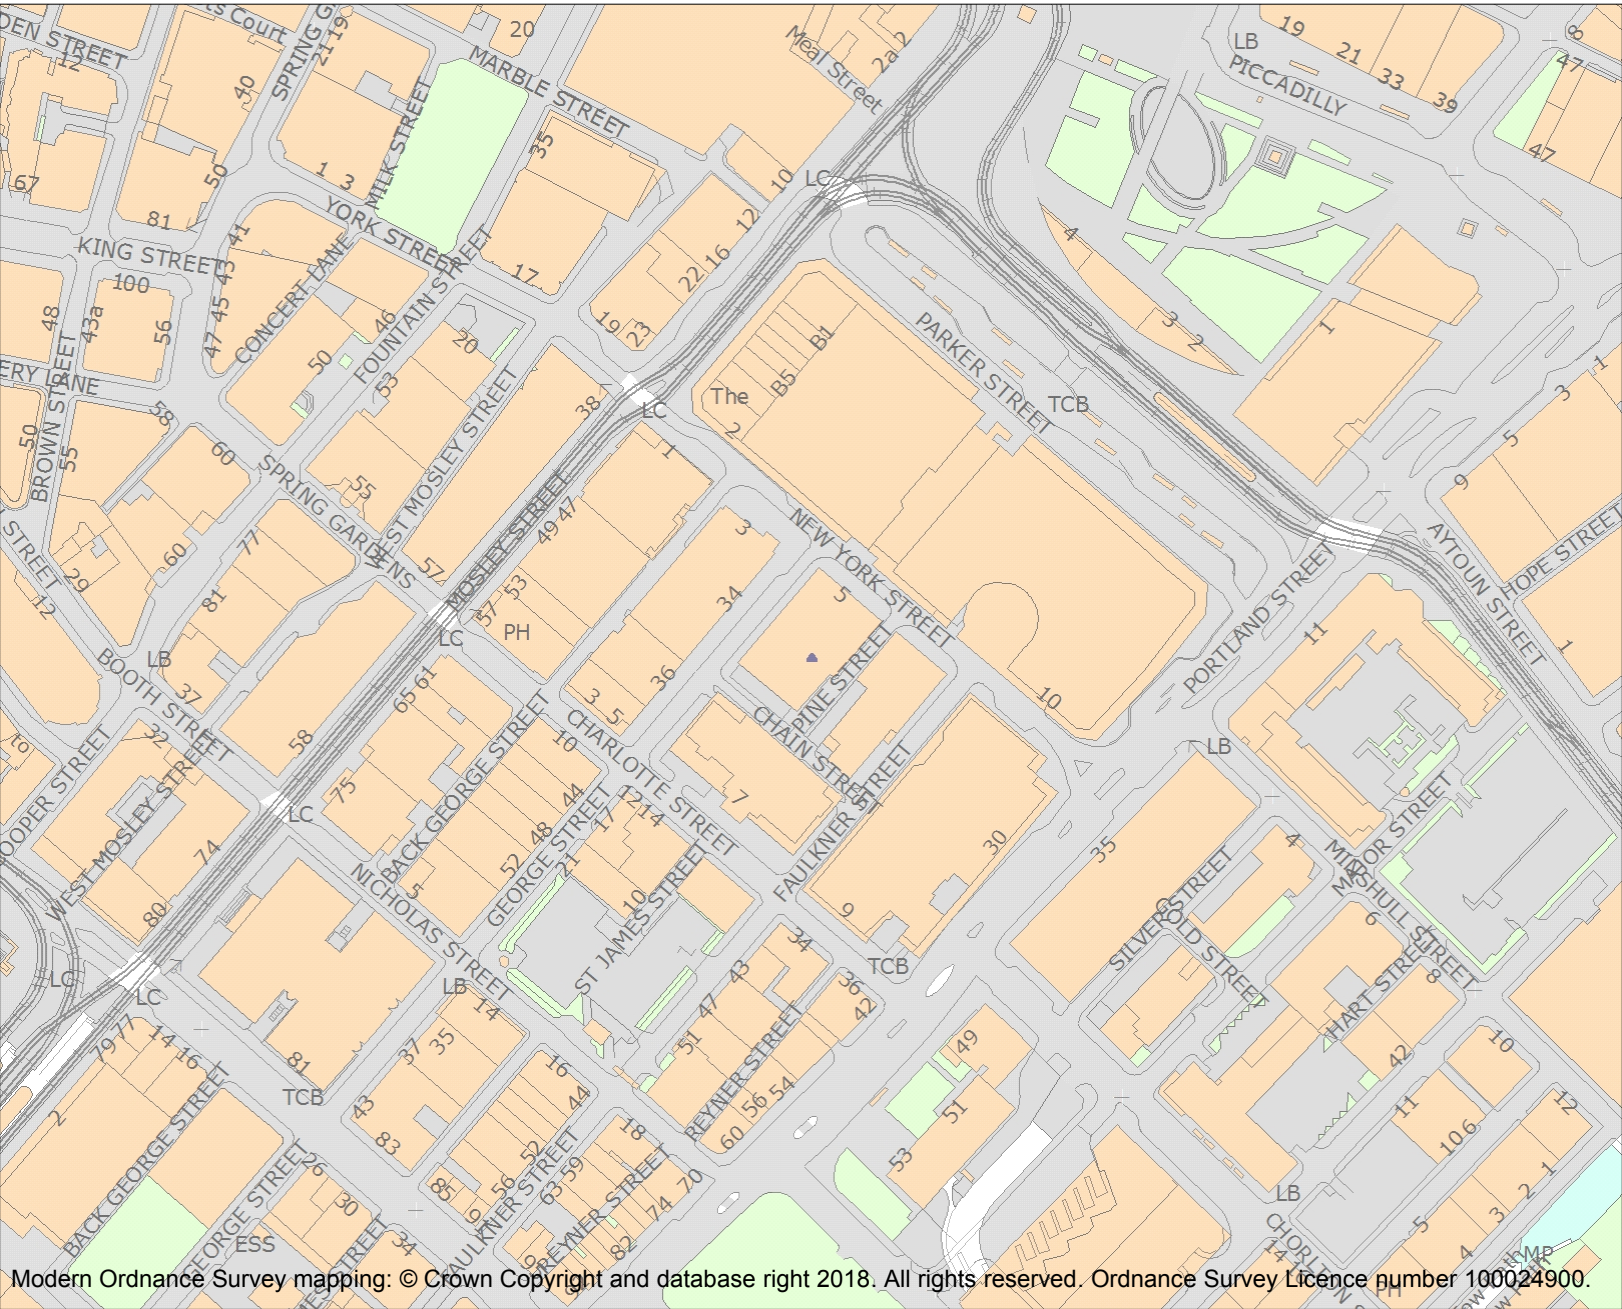 ts Court
DEN STREET
12
SPRING G
21 19
20
Meal Street
2a 2
LB
19
21
33
39
PICCADILLY
8
47
47
40
MARBLE STREET
MILK STREET
35
67
50
1
3
10
LC
81
KING STREET
41
YORK STREET
12
4
100
43
CONCERT LANE
17
16
22
48
43a
56
45
47
46
FOUNTAIN STREET
20
19
23
B1
PARKER STREET
3
2
1
ERY LANE
BROWN STREET
50
53
38
LC
The
B5
TCB
1
3
50
55
58
60
SPRING GARDENS
55
WEST MOSLEY STREET
1
2
5
9
STREET
29
60
77
57
MOSLEY STREET
49 47
3
NEW YORK STREET
AYTOUN STREET
HOPE STREET
12
81
57
53
PH
34
5
PORTLAND STREET
11
1
BOOTH STREET
LB
37
LC
65 61
36
3
5
CHAPINE STREET
CHAIN STREET
10
LB
to
COOPER STREET
32
WEST MOSLEY STREET
58
75
BACK GEORGE STREET
10
CHARLOTTE STREET
7
FAULKNER STREET
LC
44
1214
17
74
48
52
GEORGE STREET
21
30
35
4
MINSHULL STREET
MAJOR STREET
80
NICHOLAS STREET
5
10
ST JAMES STREET
9
SILVER STREET
GOLD STREET
6
LC
LC
LB
14
34
43
36
42
TCB
HART STREET
8
79 77
14
16
81
37
35
47
51
REYNER STREET
49
42
10
2
TCB
43
83
16
44
56 54
60
51
11
106
12
BACK GEORGE STREET
GEORGE STREET
26
30
52
56
18
53
1
2
3
85
97
FAULKNER STREET
63 59
REYNER STREET
70
74
82
LB
CHORLTON S
5
4
ESS
34
14
MP
PH
Modern Ordnance Survey mapping: © Crown Copyright and database right 2018. All rights reserved. Ordnance Survey Licence number 100024900.